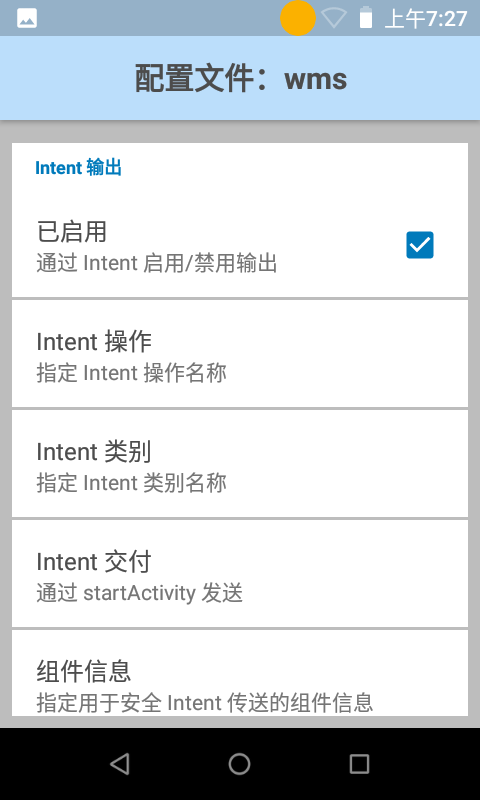 上午7:27
配置文件：wms
Intent 输出
已启用
通过 Intent 启用/禁用输出
Intent 操作
指定 Intent 操作名称
Intent 类别
指定 Intent 类别名称
Intent 交付
通过 startActivity 发送
组件信息
指定用于安全 Intent 传送的组件信息